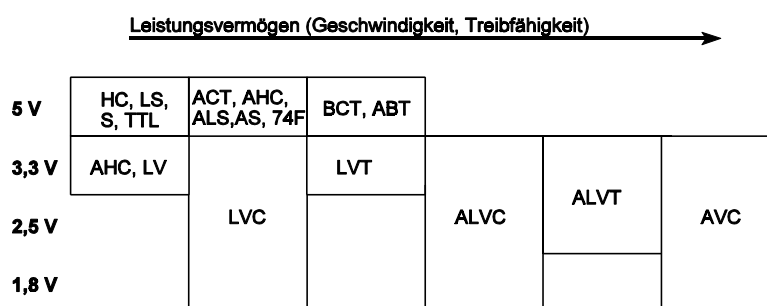 Leistungsvermögen (Geschwindigkeit, Treibfähigkeit)
5 V
HC, LS,
S, TTL
ACT, AHC,
ALS,AS, 74F
BCT, ABT
3,3 V
AHC, LV
LVT
ALVT
LVC
ALVC
AVC
2,5 V
1,8 V